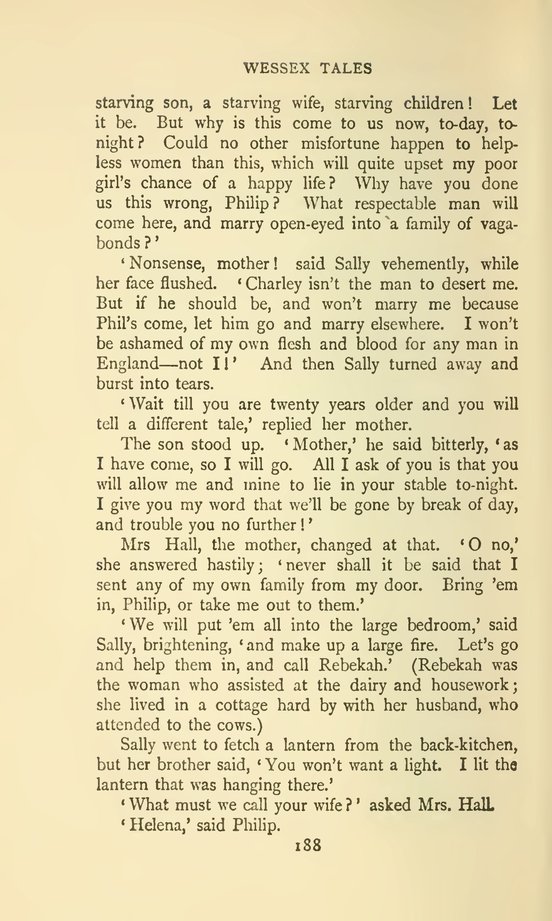 WESSEX TALES
starving son, a starving wife, starving children! Let
it be. But why is this come to us now, to-day, to-
night? Could no other misfortune happen to help-
less women than this, which will quite upset my poor
girl's chance of a happy life? Why have you done
us this wrong, Philip? What respectable man will
come here, and marry open-eyed into a family of vaga-
bonds?'
'Nonsense, mother! said Sally vehemently, while
her face flushed. 'Charley isn't the man to desert me.
But if he should be, and won't marry me because
Phil's come, let him go and marry elsewhere. I won't
be ashamed of my own flesh and blood for any man in
England—not I!' And then Sally turned away and
burst into tears.
'Wait till you are twenty years older and you will
tell a different tale,' replied her mother.
The son stood up. 'Mother,' he said bitterly, 'as
I have come, so I will go. All I ask of you is that you
will allow me and mine to lie in your stable to-night.
I give you my word that we'll be gone by break of day,
and trouble you no further!'
Mrs Hall, the mother, changed at that. 'O no,'
she answered hastily; 'never shall it be said that I
sent any of my own family from my door. Bring 'em
in, Philip, or take me out to them.'
'We will put 'em all into the large bedroom,' said
Sally, brightening, 'and make up a large fire. Let's go
and help them in, and call Rebekah.' (Rebekah was
the woman who assisted at the dairy and housework;
she lived in a cottage hard by with her husband, who
attended to the cows.)
Sally went to fetch a lantern from the back-kitchen,
but her brother said, 'You won't want a light. I lit the
lantern that was hanging there.'
'What must we call your wife?' asked Mrs. Hall.
'Helena,' said Philip.
188